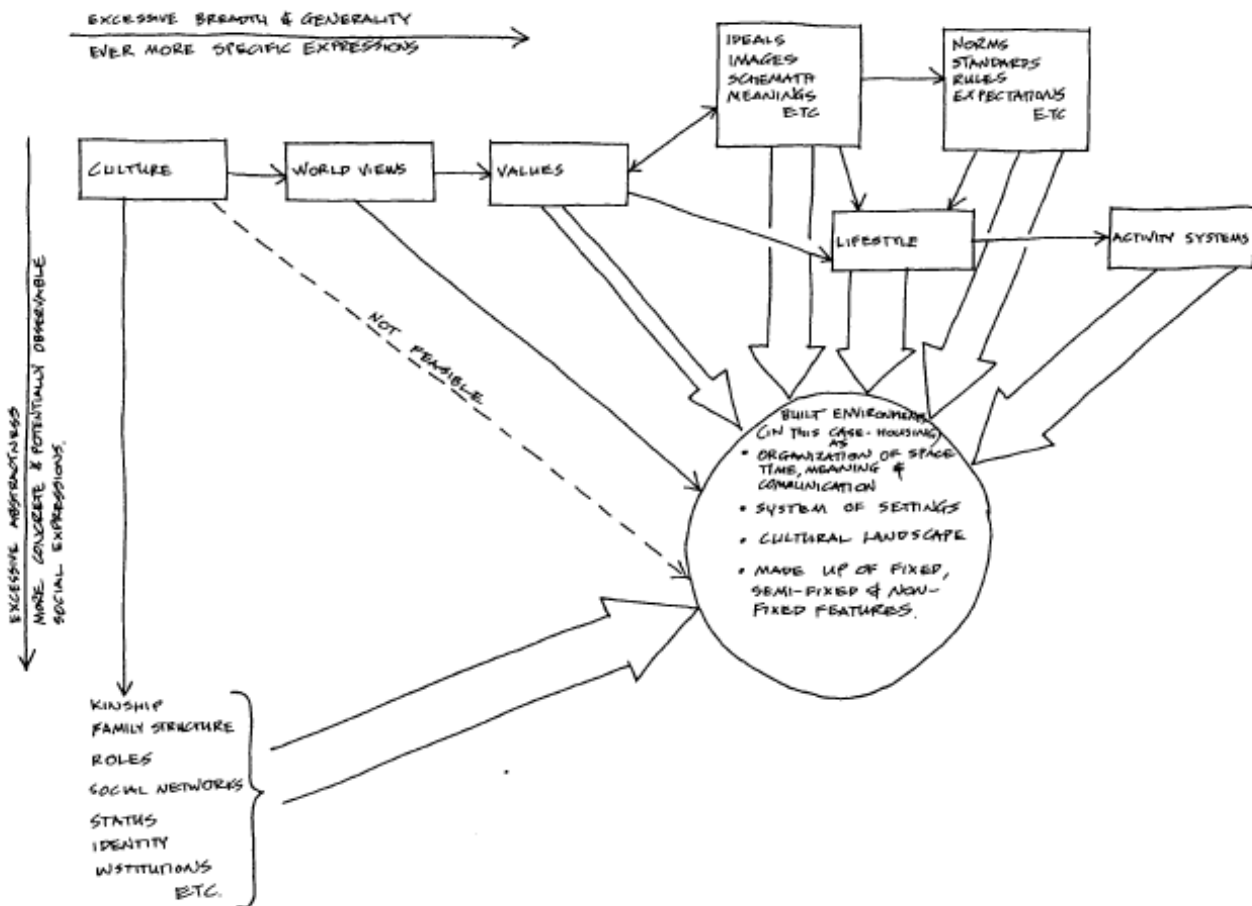 EXCESSIVE BREADTH & GENERALITY
EVER MORE SPECIFIC EXPRESSIONS
IDEALS
IMAGES
SCHEMATA
MEANINGS
ETC
NORMS
STANDARDS
RULES
EXPECTATIONS
ETC
CULTURE
WORLD VIEWS
VALUES
LIFESTYLE
ACTIVITY SYSTEMS
NOT FEASIBLE
EXCESSIVE ABSTRACTNESS
MORE CONCRETE & POTENTIALLY OBSERVABLE
SOCIAL EXPRESSIONS.
BUILT ENVIRONMENT
(IN THIS CASE-HOUSING)
AS
• ORGANIZATION OF SPACE
TIME, MEANING &
COMMUNICATION
• SYSTEM OF SETTINGS
• CULTURAL LANDSCAPE
• MADE UP OF FIXED,
SEMI-FIXED & NON-
FIXED FEATURES.
KINSHIP
FAMILY STRUCTURE
ROLES
SOCIAL NETWORKS
STATUS
IDENTITY
INSTITUTIONS
ETC.